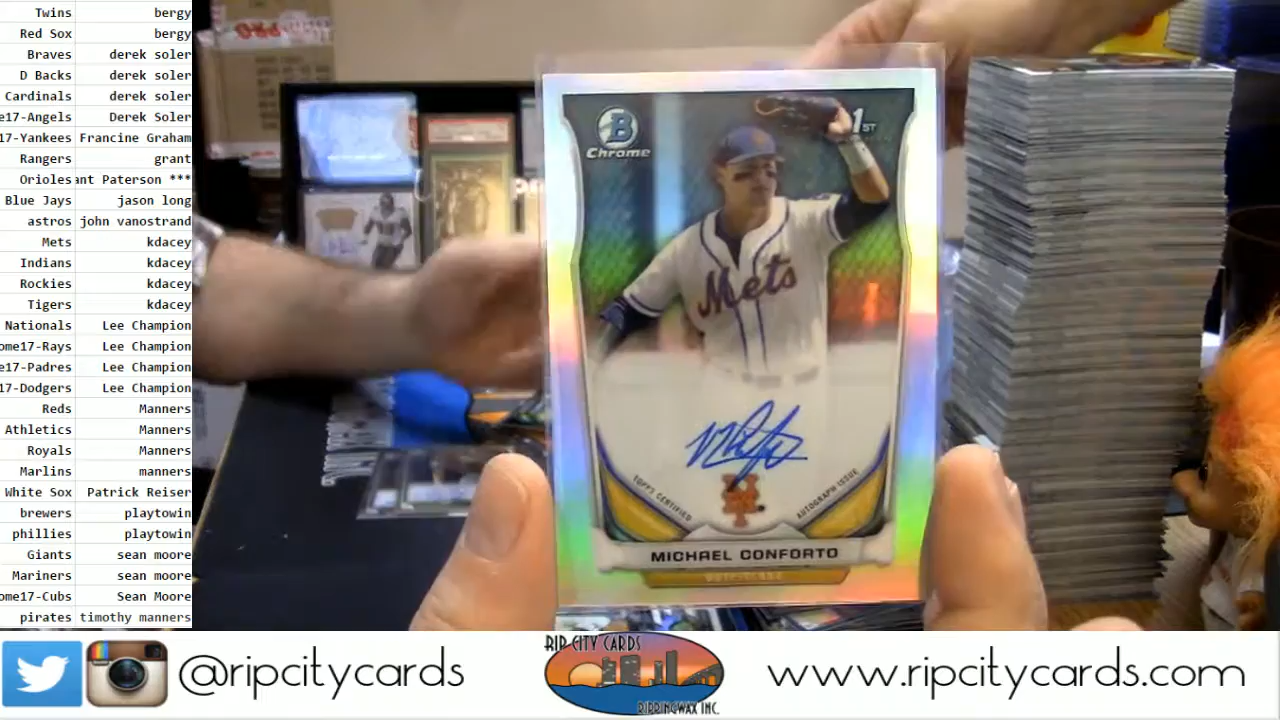 Twins bergy
Red Sox bergy
Braves derek soler
D Backs derek soler
Cardinals derek soler
e17-Angels Derek Soler
17-Yankees Francine Graham
Rangers grant
Orioles ant Paterson ***
Blue Jays jason long
astros john vanostrand
Mets kdacey
Indians kdacey
Rockies kdacey
Tigers kdacey
Nationals Lee Champion
ome17-Rays Lee Champion
e17-Padres Lee Champion
17-Dodgers Lee Champion
Reds Manners
Athletics Manners
Royals Manners
Marlins manners
White Sox Patrick Reiser
brewers playtowin
phillies playtowin
Giants sean moore
Mariners sean moore
ome17-Cubs Sean Moore
pirates timothy manners
B
Chrome
1ST
Mets
TOPPS CERTIFIED
AUTOGRAPH ISSUE
MICHAEL CONFORTO
@ripcitycards
RIP CITY CARDS
RIPPINGWAX INC.
www.ripcitycards.com